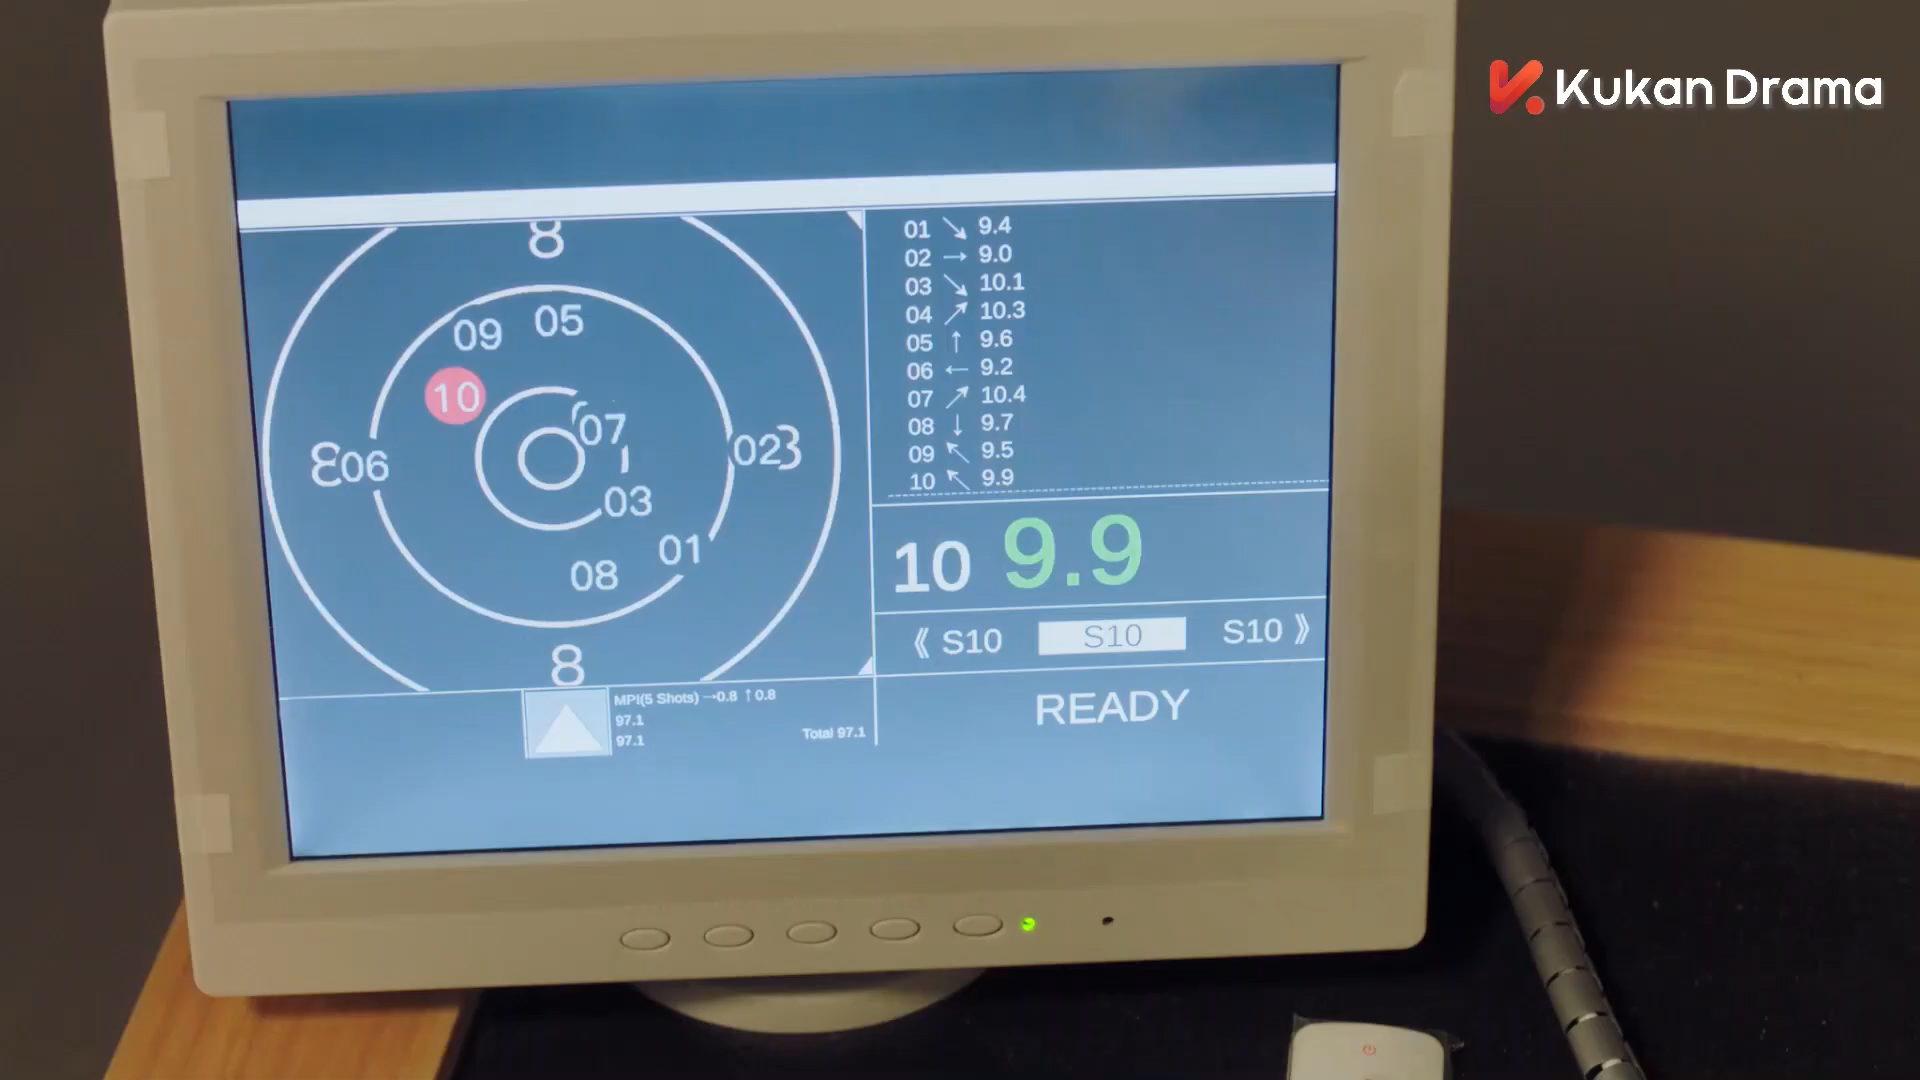 Kukan Drama
8
09 05
10
07
06
02
03
01
08
8
01 ↘ 9.4
02 → 9.0
03 ↘ 10.1
04 ↗ 10.3
05 ↑ 9.6
06 ← 9.2
07 ↗ 10.4
08 ↓ 9.7
09 ↖ 9.5
10 ↖ 9.9
10 9.9
《 S10 S10 S10 》
MPI(5 Shots) →0.8 ↑0.8
97.1
97.1
Total 97.1
READY